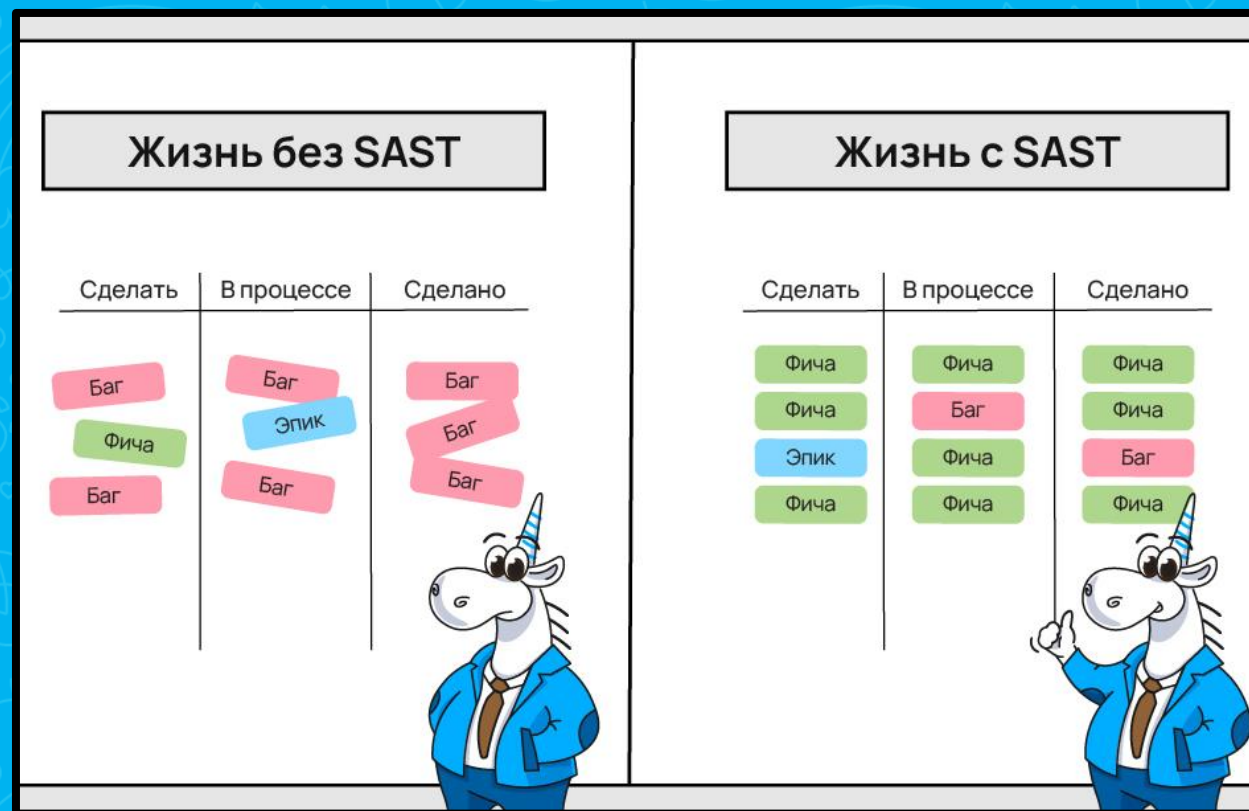 Жизнь без SAST
Сделать В процессе Сделано
Баг Баг Баг
Фича Эпик Баг
Баг Баг Баг
Жизнь с SAST
Сделать В процессе Сделано
Фича Фича Фича
Фича Баг Фича
Эпик Фича Баг
Фича Фича Фича